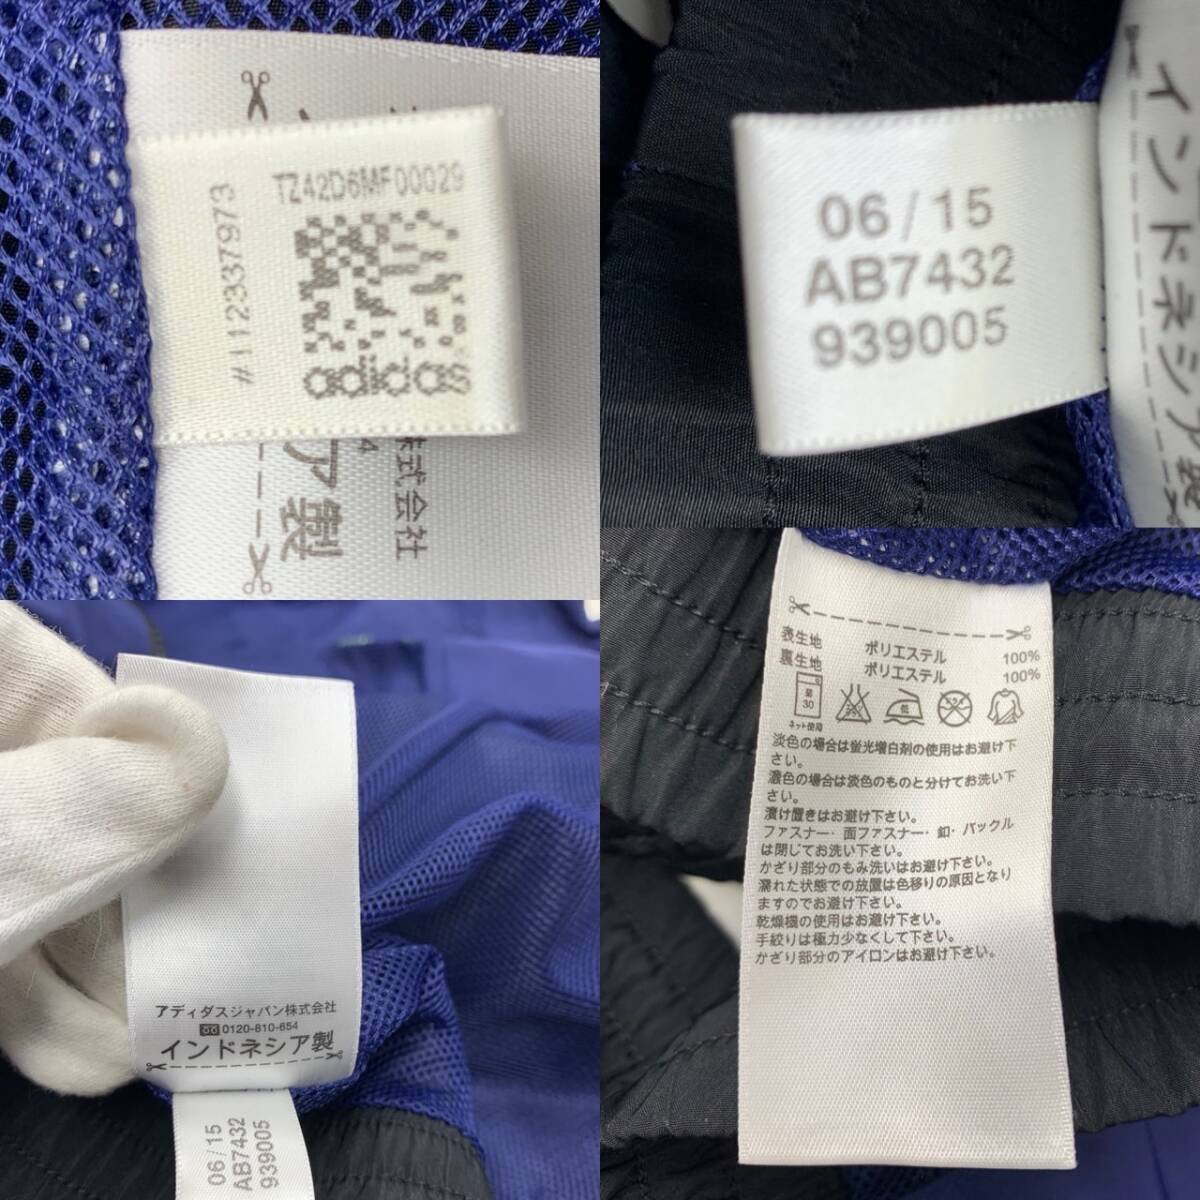 TZ42D6MF00029
#112337973
株式会社
4
ア製
06/15
AB7432
939005
インドネシア製
アディダスジャパン株式会社
0120-810-654
インドネシア製
06/15
AB7432
939005
表生地 ポリエステル 100%
裏生地 ポリエステル 100%
弱
30
ネット使用
低
淡色の場合は蛍光増白剤の使用はお避け下
さい。
濃色の場合は淡色のものと分けてお洗い下
さい。
漬け置きはお避け下さい。
ファスナー・面ファスナー・釦・バックル
は閉じてお洗い下さい。
かざり部分のもみ洗いはお避け下さい。
濡れた状態での放置は色移りの原因となり
ますのでお避け下さい。
乾燥機の使用はお避け下さい。
手絞りは極力少なくして下さい。
かざり部分のアイロンはお避け下さい。